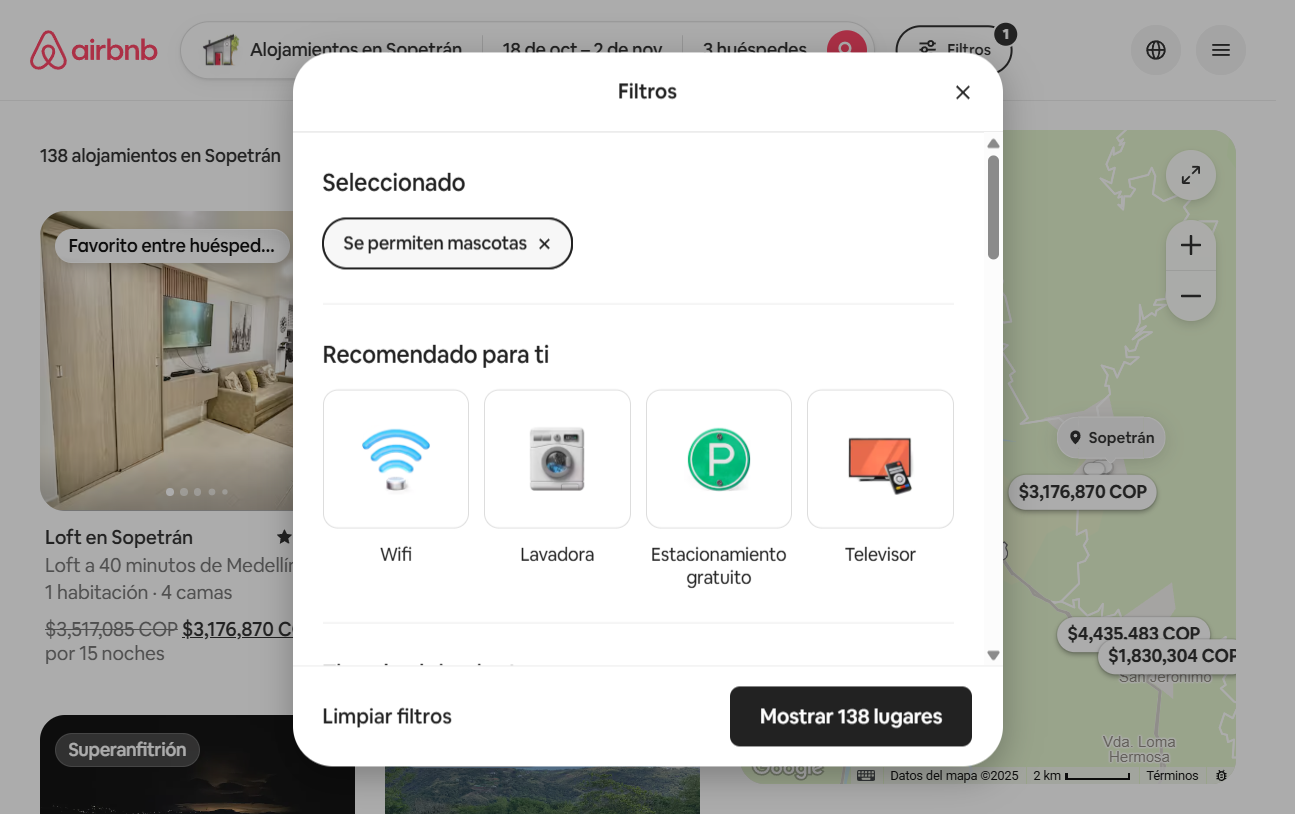 airbnb
Alojamientos en Sopetrán
18 de oct – 2 de nov
3 huéspedes
Filtros
1
138 alojamientos en Sopetrán
Favorito entre huésped...
Loft en Sopetrán
Loft a 40 minutos de Medellín
1 habitación · 4 camas
$3,517,085 COP $3,176,870 C
por 15 noches
Superanfitrión
Filtros
Seleccionado
Se permiten mascotas
Recomendado para ti
Wifi
Lavadora
Estacionamiento
gratuito
Televisor
Limpiar filtros
Mostrar 138 lugares
Sopetrán
$3,176,870 COP
$4,435,483 COP
$1,830,304 COP
San Jerónimo
Vda. Loma
Hermosa
Google
Datos del mapa ©2025
2 km
Términos